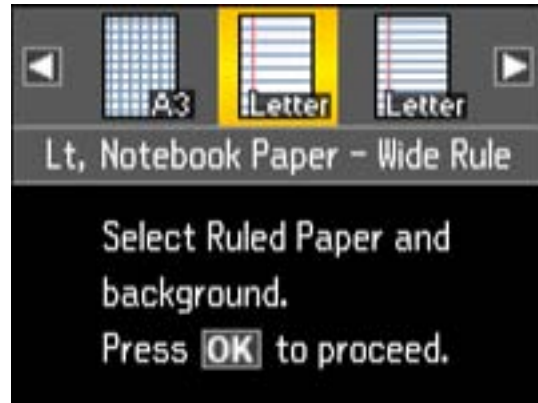 A3 Letter Letter
Lt, Notebook Paper - Wide Rule
Select Ruled Paper and
background.
Press OK to proceed.